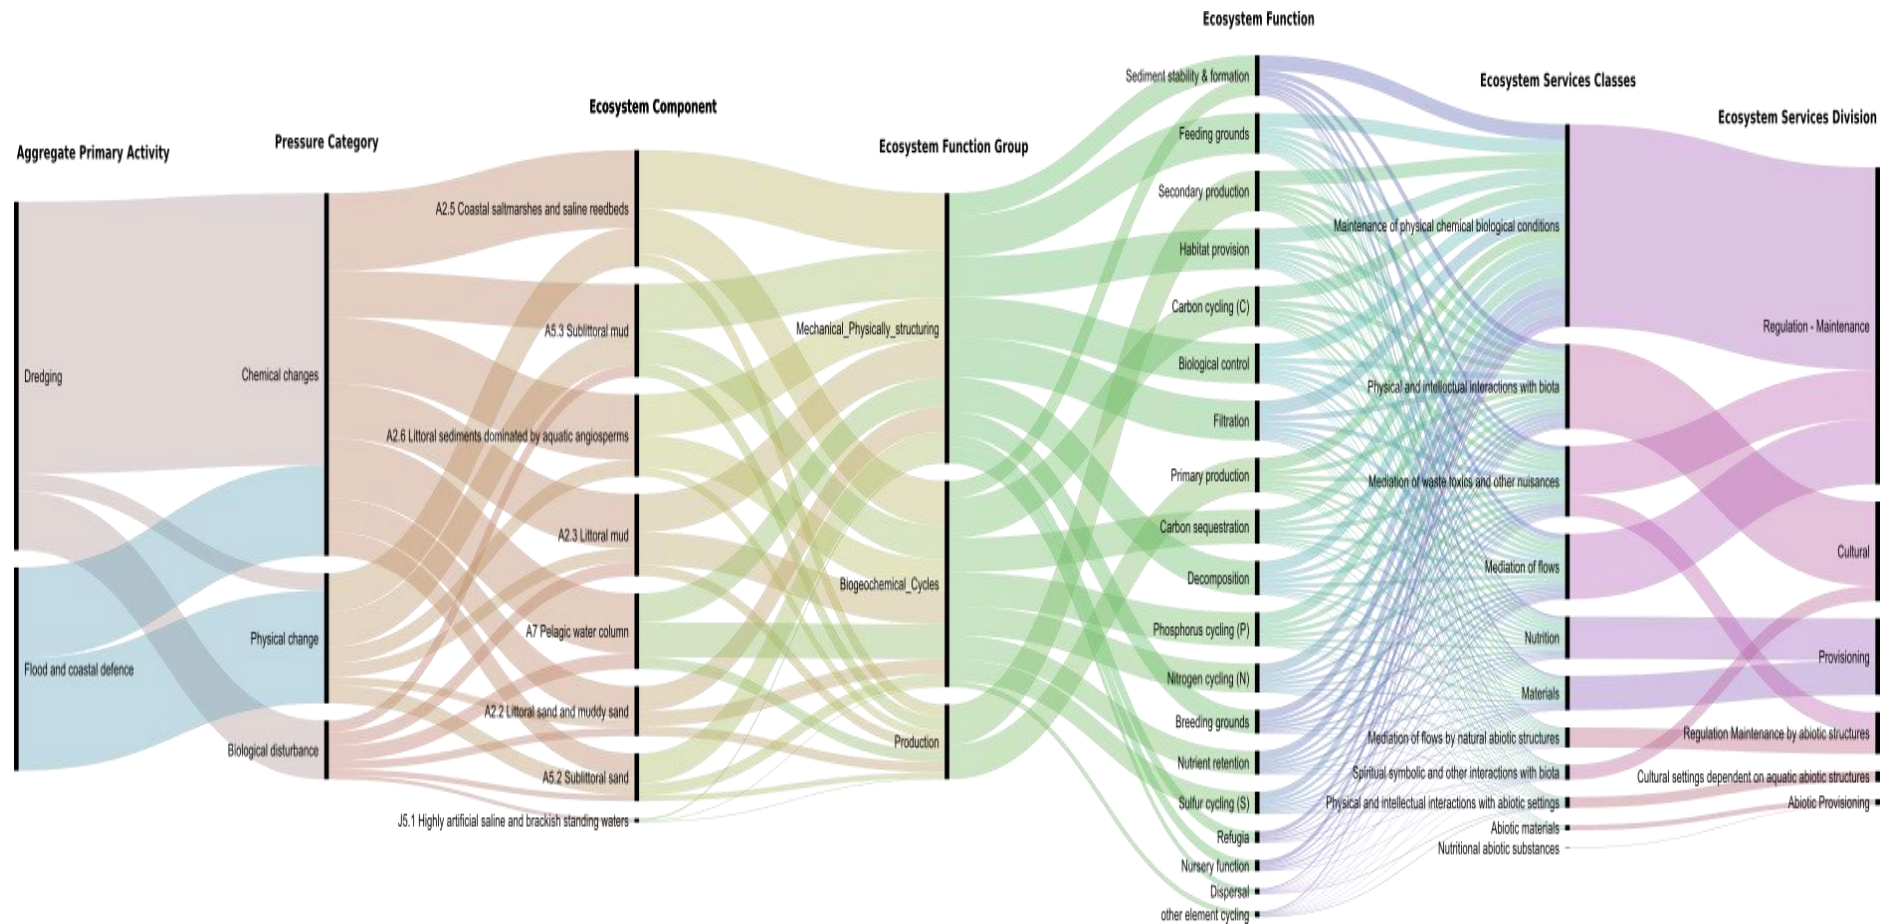 Aggregate Primary Activity
Dredging
Flood and coastal defence
Pressure Category
Chemical changes
Physical change
Biological disturbance
Ecosystem Component
A2.5 Coastal saltmarshes and saline reedbeds
A5.3 Sublittoral mud
A2.6 Littoral sediments dominated by aquatic angiosperms
A2.3 Littoral mud
A7 Pelagic water column
A2.2 Littoral sand and muddy sand
A5.2 Sublittoral sand
J5.1 Highly artificial saline and brackish standing waters
Ecosystem Function Group
Mechanical_Physically_structuring
Biogeochemical_Cycles
Production
Ecosystem Function
Sediment stability & formation
Feeding grounds
Secondary production
Habitat provision
Carbon cycling (C)
Biological control
Filtration
Primary production
Carbon sequestration
Decomposition
Phosphorus cycling (P)
Nitrogen cycling (N)
Breeding grounds
Nutrient retention
Sulfur cycling (S)
Refugia
Nursery function
Dispersal
other element cycling
Ecosystem Services Classes
Maintenance of physical chemical biological conditions
Physical and intellectual interactions with biota
Mediation of waste toxics and other nuisances
Mediation of flows
Nutrition
Materials
Mediation of flows by natural abiotic structures
Spiritual symbolic and other interactions with biota
Physical and intellectual interactions with abiotic settings
Abiotic materials
Nutritional abiotic substances
Ecosystem Services Division
Regulation - Maintenance
Cultural
Provisioning
Regulation Maintenance by abiotic structures
Cultural settings dependent on aquatic abiotic structures
Abiotic Provisioning